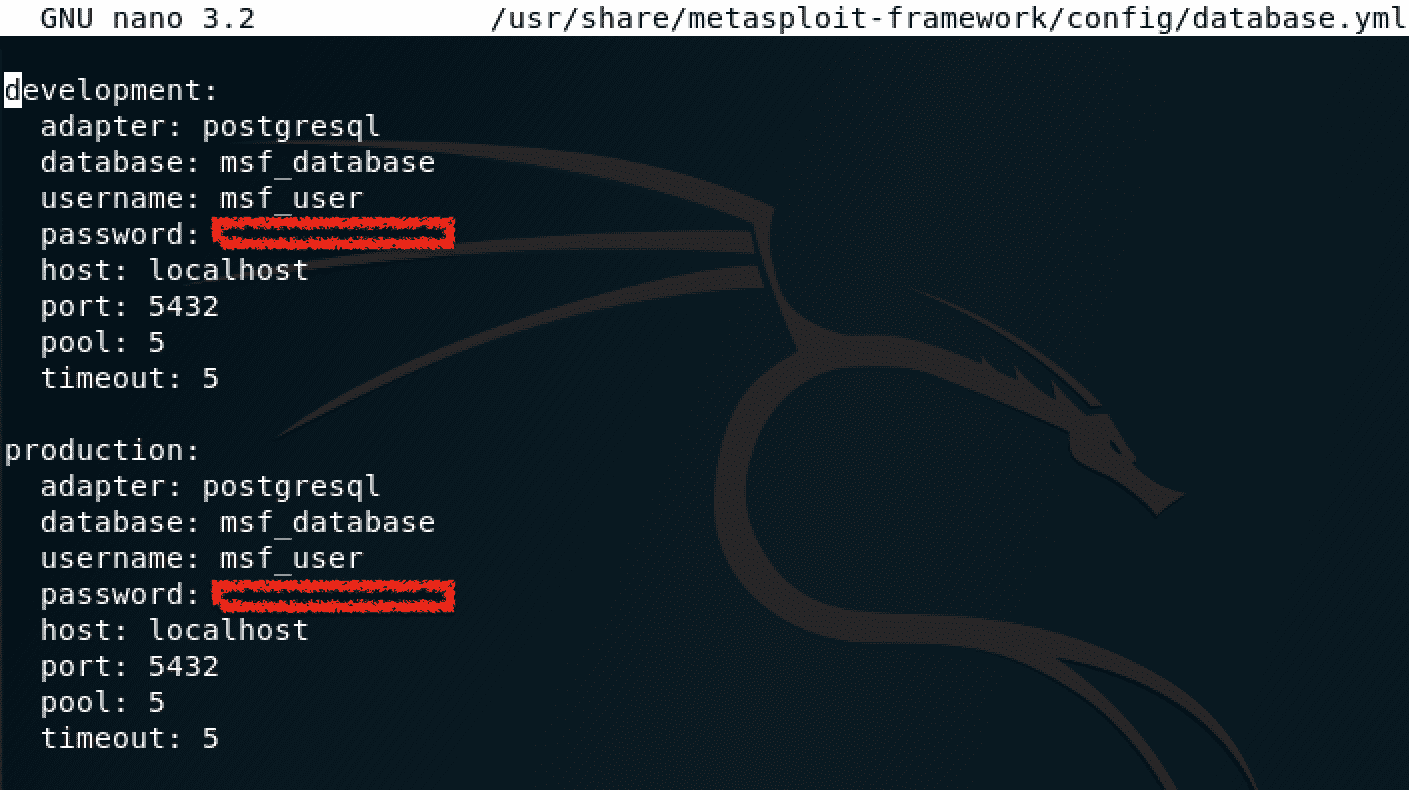 GNU nano 3.2 /usr/share/metasploit-framework/config/database.yml
development:
  adapter: postgresql
  database: msf_database
  username: msf_user
  password:
  host: localhost
  port: 5432
  pool: 5
  timeout: 5
production:
  adapter: postgresql
  database: msf_database
  username: msf_user
  password:
  host: localhost
  port: 5432
  pool: 5
  timeout: 5